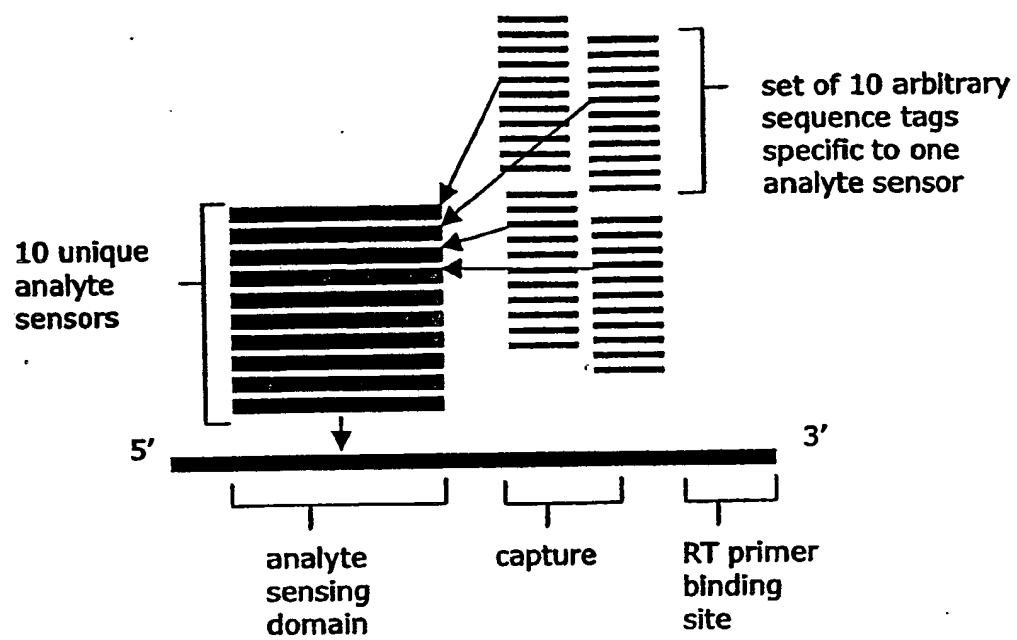 set of 10 arbitrary
sequence tags
specific to one
analyte sensor
10 unique
analyte
sensors
5'
3'
analyte
sensing
domain
capture
RT primer
binding
site